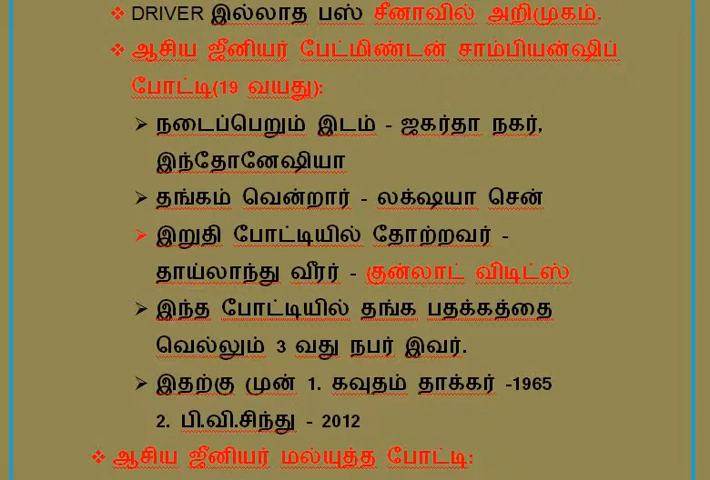 ❖ DRIVER இல்லாத பஸ் சீனாவில் அறிமுகம்.
❖ ஆசிய ஜீனியர் பேட்மிண்டன் சாம்பியன்ஷிப்
போட்டி(19 வயது):
➢ நடைப்பெறும் இடம் - ஜகர்தா நகர்,
இந்தோனேஷியா
➢ தங்கம் வென்றார் - லக்ஷயா சென்
➢ இறுதி போட்டியில் தோற்றவர் -
தாய்லாந்து வீரர் - குன்லாட் விடிட்ஸ்
➢ இந்த போட்டியில் தங்க பதக்கத்தை
வெல்லும் 3 வது நபர் இவர்.
➢ இதற்கு முன் 1. கவுதம் தாக்கர் -1965
2. பி.வி.சிந்து - 2012
❖ ஆசிய ஜீனியர் மல்யுத்த போட்டி: